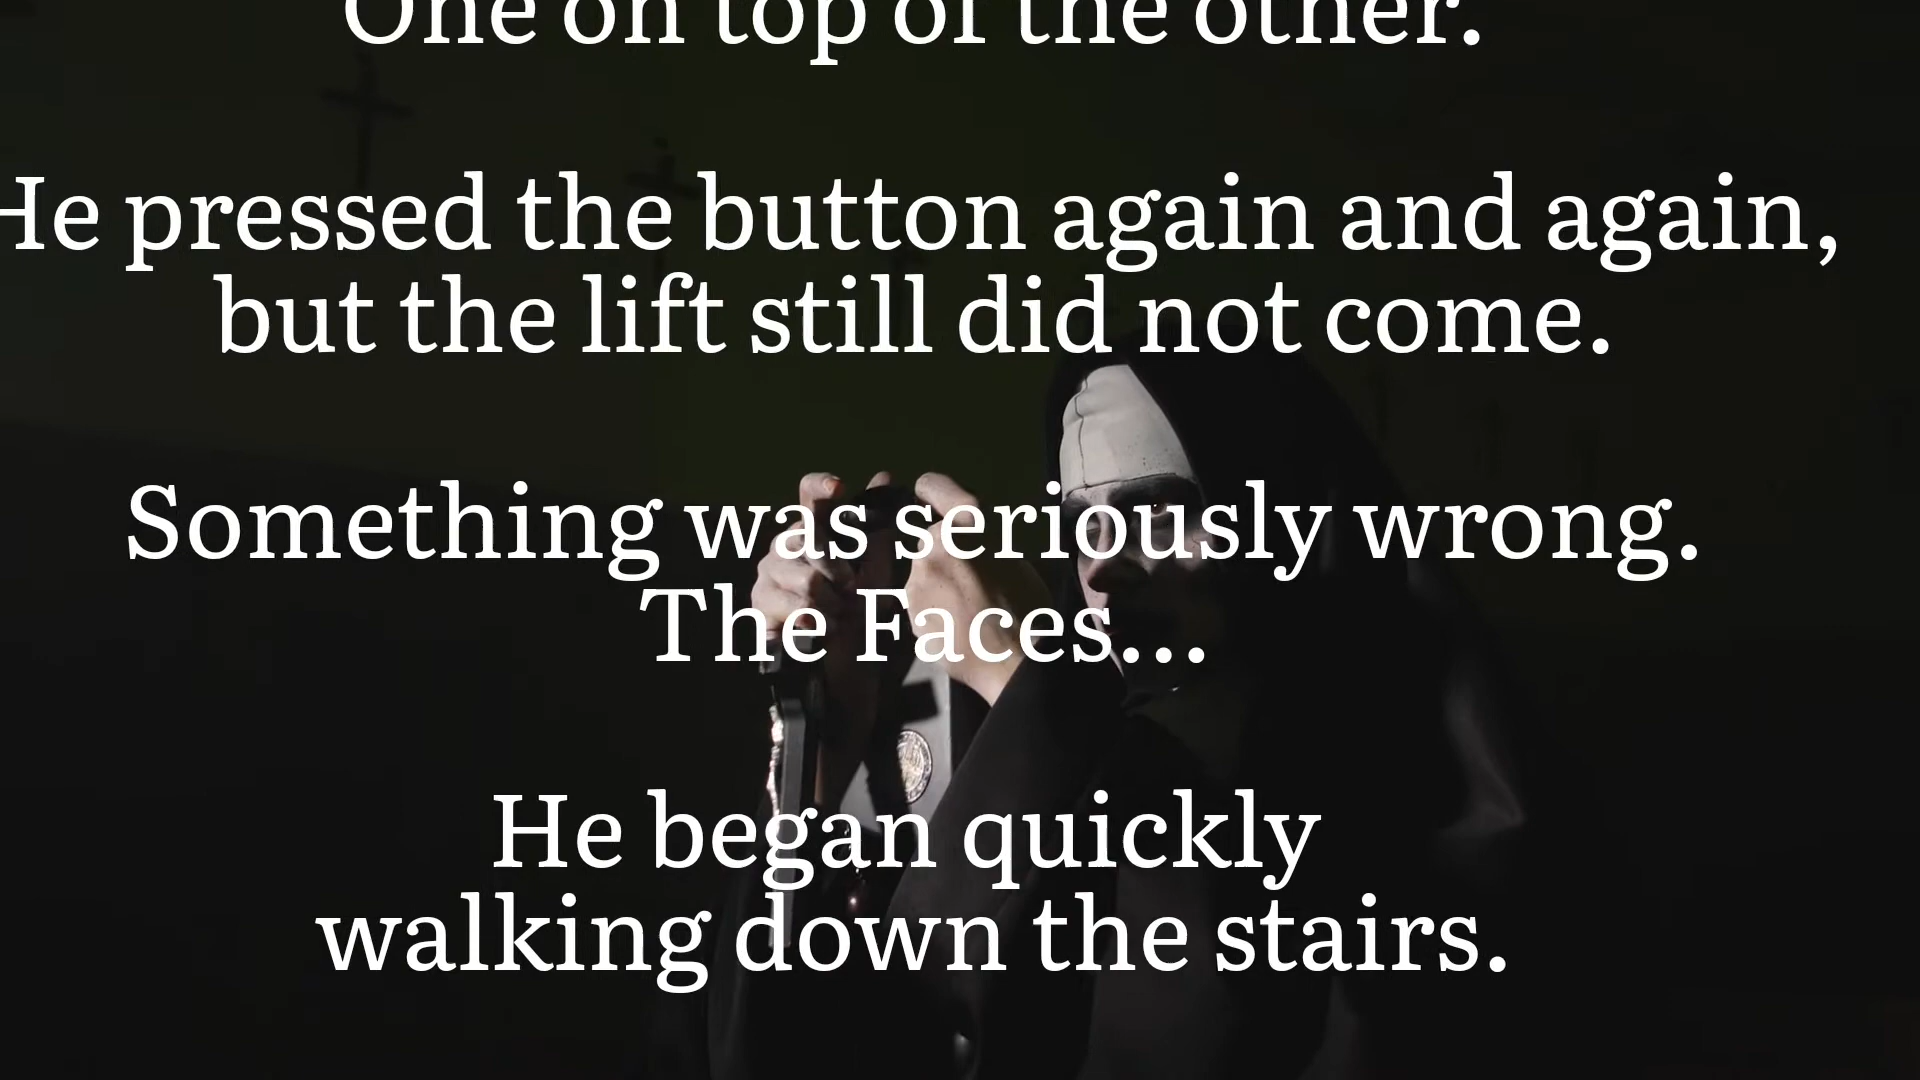 One on top of the other.
He pressed the button again and again,
but the lift still did not come.
Something was seriously wrong.
The Faces...
He began quickly
walking down the stairs.